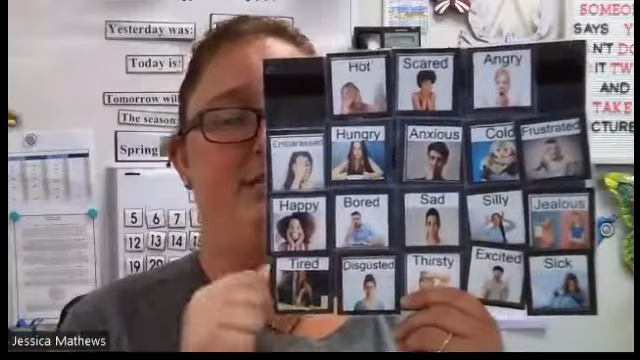 Yesterday was:
Today is:
Tomorrow will
The season
Spring
5 6 7
12 13 14
19 20
SOMEO
SAYS Y
N'T DO
IT TW
AND
TAKE
CTURE
Hot Scared Angry
Embarrassed Hungry Anxious Cold Frustrated
Happy Bored Sad Silly Jealous
Tired Disgusted Thirsty Excited Sick
Jessica Mathews